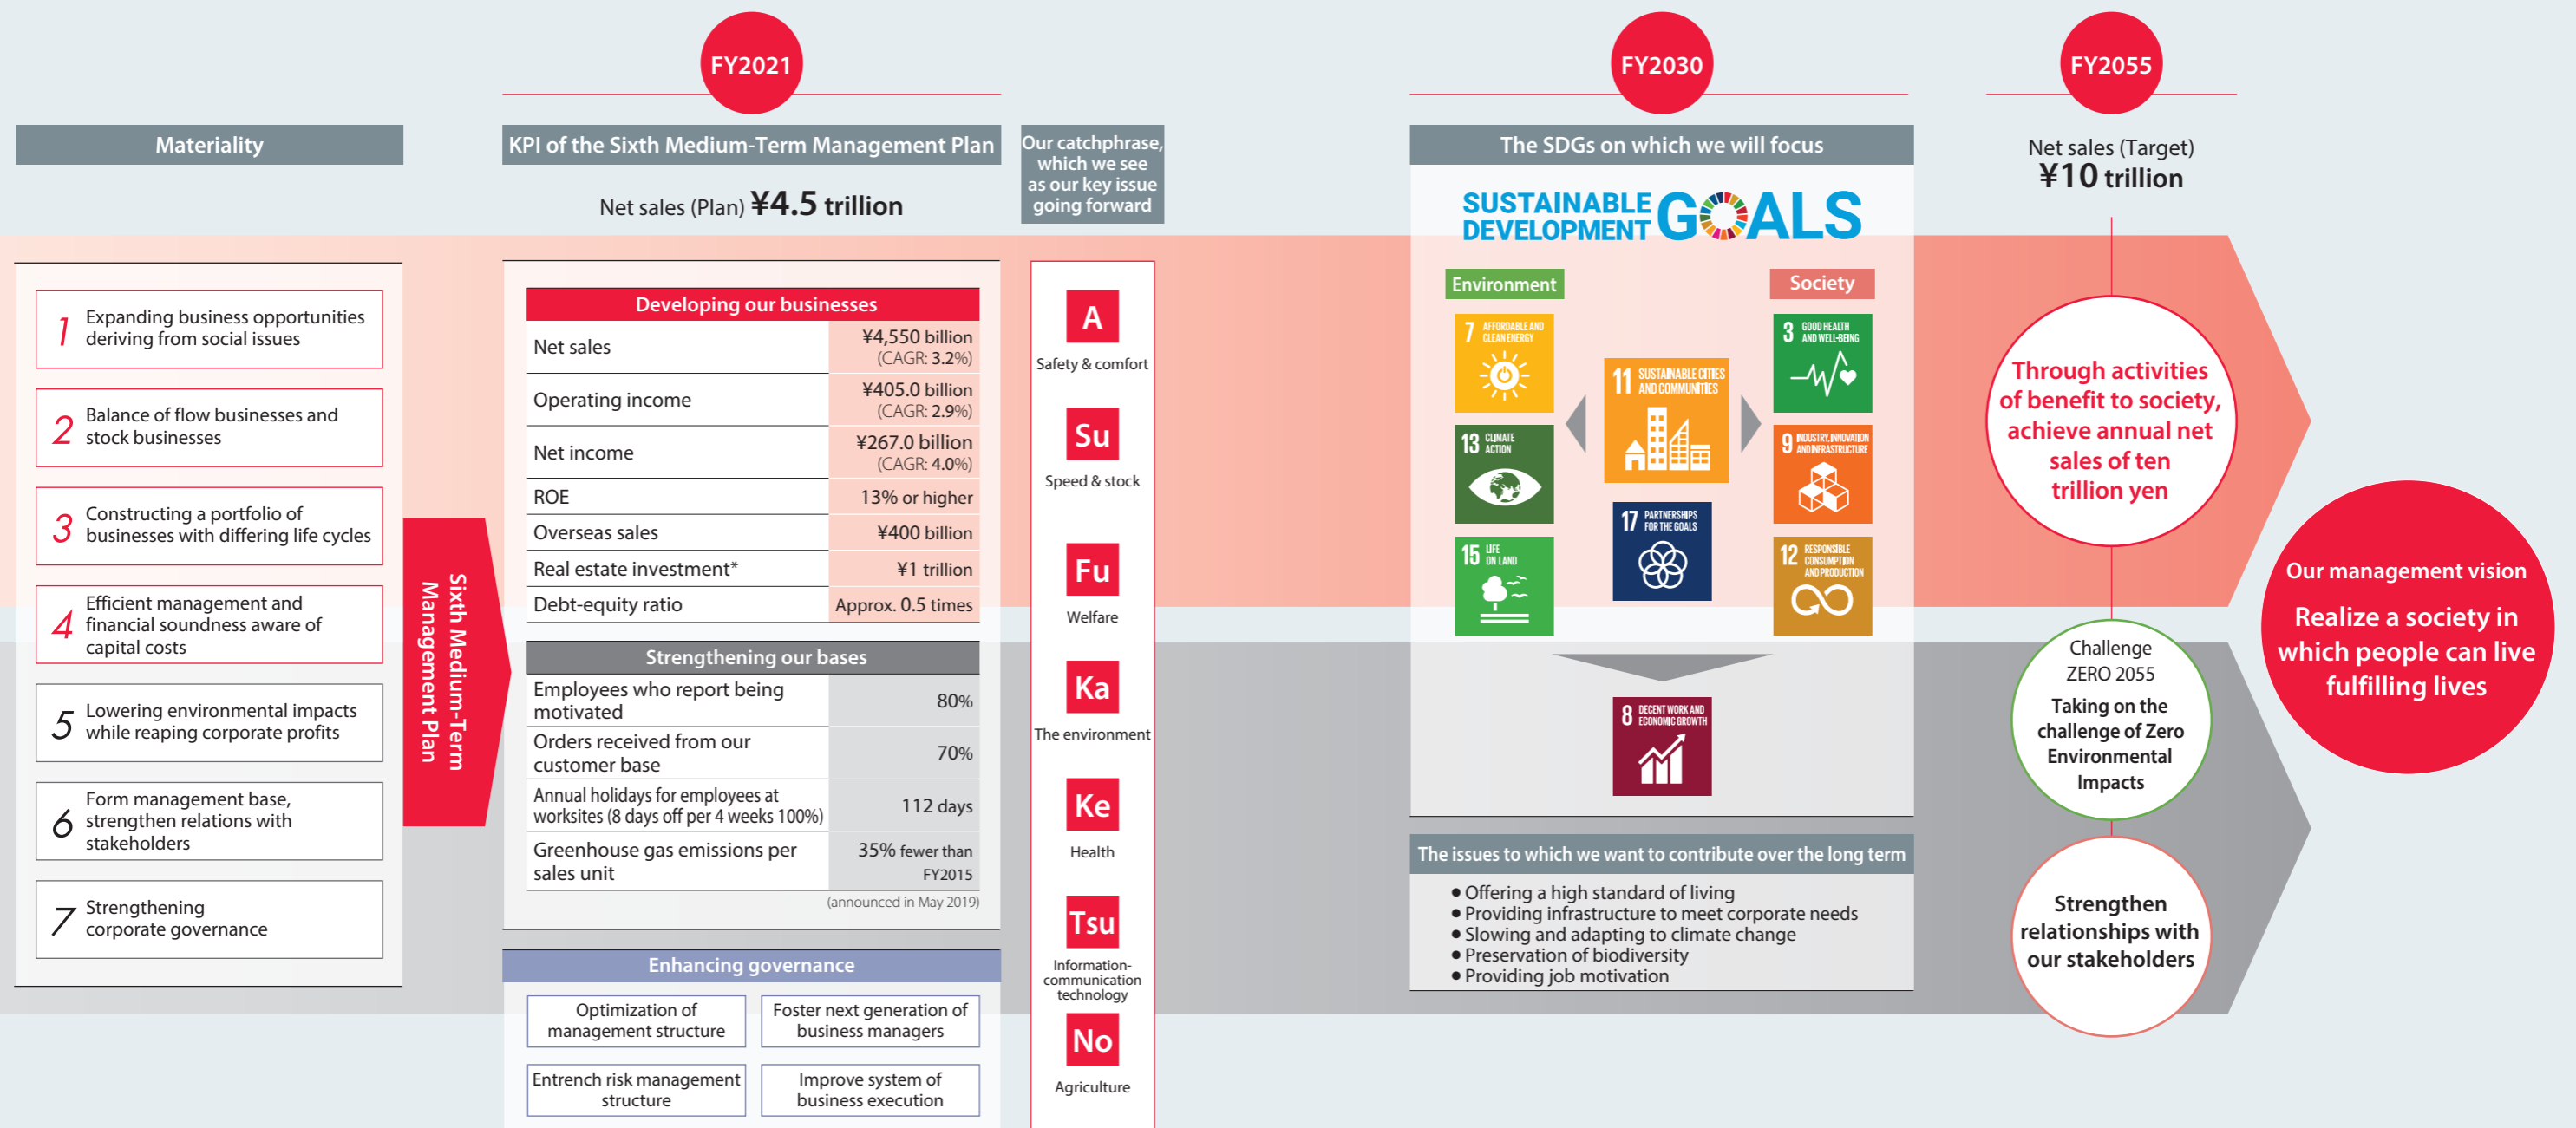 FY2021
FY2030
FY2055
Materiality
1
Expanding business opportunities
deriving from social issues
2
Balance of flow businesses and
stock businesses
3
Constructing a portfolio of
businesses with differing life cycles
4
Efficient management and
financial soundness aware of
capital costs
5
Lowering environmental impacts
while reaping corporate profits
6
Form management base,
strengthen relations with
stakeholders
7
Strengthening
corporate governance
Sixth Medium-Term
Management Plan
KPI of the Sixth Medium-Term Management Plan
Net sales (Plan) ¥4.5 trillion
Developing our businesses
Net sales ¥4,550 billion
(CAGR: 3.2%)
Operating income ¥405.0 billion
(CAGR: 2.9%)
Net income ¥267.0 billion
(CAGR: 4.0%)
ROE 13% or higher
Overseas sales ¥400 billion
Real estate investment* ¥1 trillion
Debt-equity ratio Approx. 0.5 times
Strengthening our bases
Employees who report being
motivated 80%
Orders received from our
customer base 70%
Annual holidays for employees at
worksites (8 days off per 4 weeks 100%) 112 days
Greenhouse gas emissions per
sales unit
35% fewer than
FY2015
(announced in May 2019)
Enhancing governance
Optimization of
management structure
Foster next generation of
business managers
Entrench risk management
structure
Improve system of
business execution
Our catchphrase,
which we see
as our key issue
going forward
A
Safety & comfort
Su
Speed & stock
Fu
Welfare
Ka
The environment
Ke
Health
Tsu
Information-
communication
technology
No
Agriculture
The SDGs on which we will focus
SUSTAINABLE
DEVELOPMENT
GOALS
Environment
7 AFFORDABLE AND
CLEAN ENERGY
13 CLIMATE
ACTION
15 LIFE
ON LAND
11 SUSTAINABLE CITIES
AND COMMUNITIES
17 PARTNERSHIPS
FOR THE GOALS
Society
3 GOOD HEALTH
AND WELL-BEING
9 INDUSTRY, INNOVATION
AND INFRASTRUCTURE
12 RESPONSIBLE
CONSUMPTION
AND PRODUCTION
8 DECENT WORK AND
ECONOMIC GROWTH
The issues to which we want to contribute over the long term
● Offering a high standard of living
● Providing infrastructure to meet corporate needs
● Slowing and adapting to climate change
● Preservation of biodiversity
● Providing job motivation
Net sales (Target)
¥10 trillion
Through activities
of benefit to society,
achieve annual net
sales of ten
trillion yen
Challenge
ZERO 2055
Taking on the
challenge of Zero
Environmental
Impacts
Strengthen
relationships with
our stakeholders
Our management vision
Realize a society in
which people can live
fulfilling lives